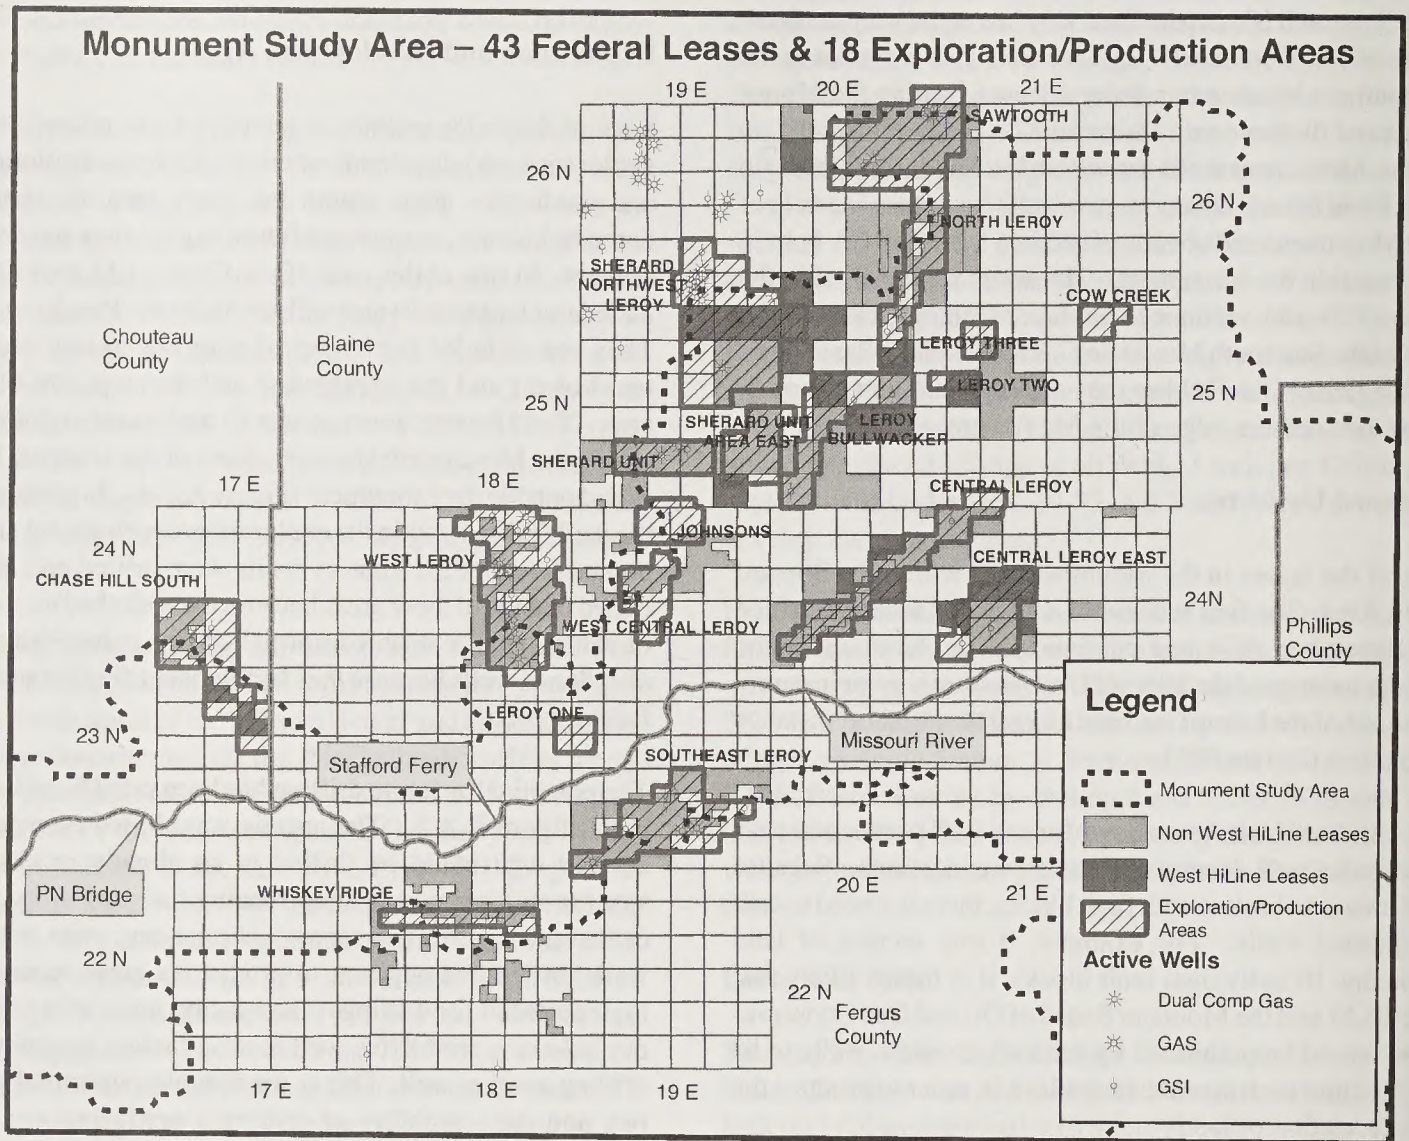 Monument Study Area – 43 Federal Leases & 18 Exploration/Production Areas
19 E
20 E
21 E
SAWTOOTH
26 N
26 N
NORTH LEROY
SHERARD
NORTHWEST
LEROY
COW CREEK
Chouteau
County
Blaine
County
LEROY THREE
LEROY TWO
25 N
25 N
SHERARD UNIT
AREA EAST
LEROY
BULLWACKER
SHERARD UNIT
17 E
18 E
CENTRAL LEROY
JOHNSONS
24 N
WEST LEROY
CENTRAL LEROY EAST
CHASE HILL SOUTH
24N
WEST CENTRAL LEROY
Phillips
County
LEROY ONE
23 N
Missouri River
Stafford Ferry
SOUTHEAST LEROY
PN Bridge
WHISKEY RIDGE
20 E
21 E
22 N
22 N
Fergus
County
17 E
18 E
19 E
Legend
Monument Study Area
Non West HiLine Leases
West HiLine Leases
Exploration/Production
Areas
Active Wells
Dual Comp Gas
GAS
GSI